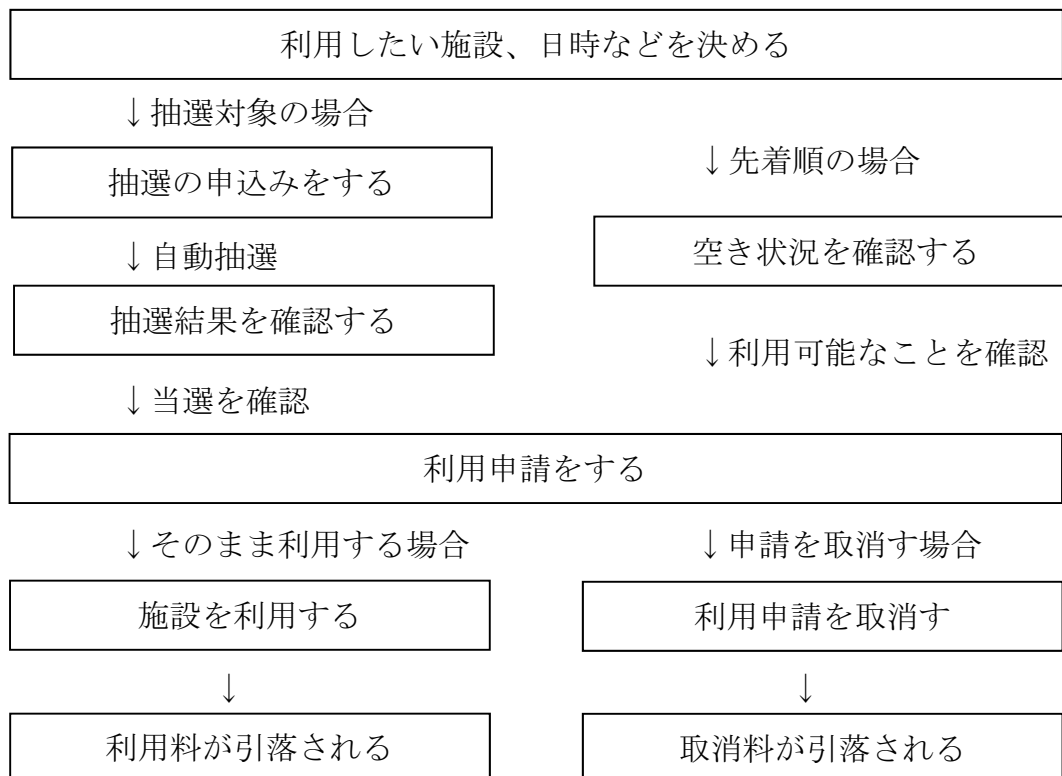 利用したい施設、日時などを決める
↓抽選対象の場合
↓先着順の場合
抽選の申込みをする
空き状況を確認する
↓自動抽選
抽選結果を確認する
↓利用可能なことを確認
↓当選を確認
利用申請をする
↓そのまま利用する場合
↓申請を取消す場合
施設を利用する
利用申請を取消す
↓
↓
利用料が引落される
取消料が引落される